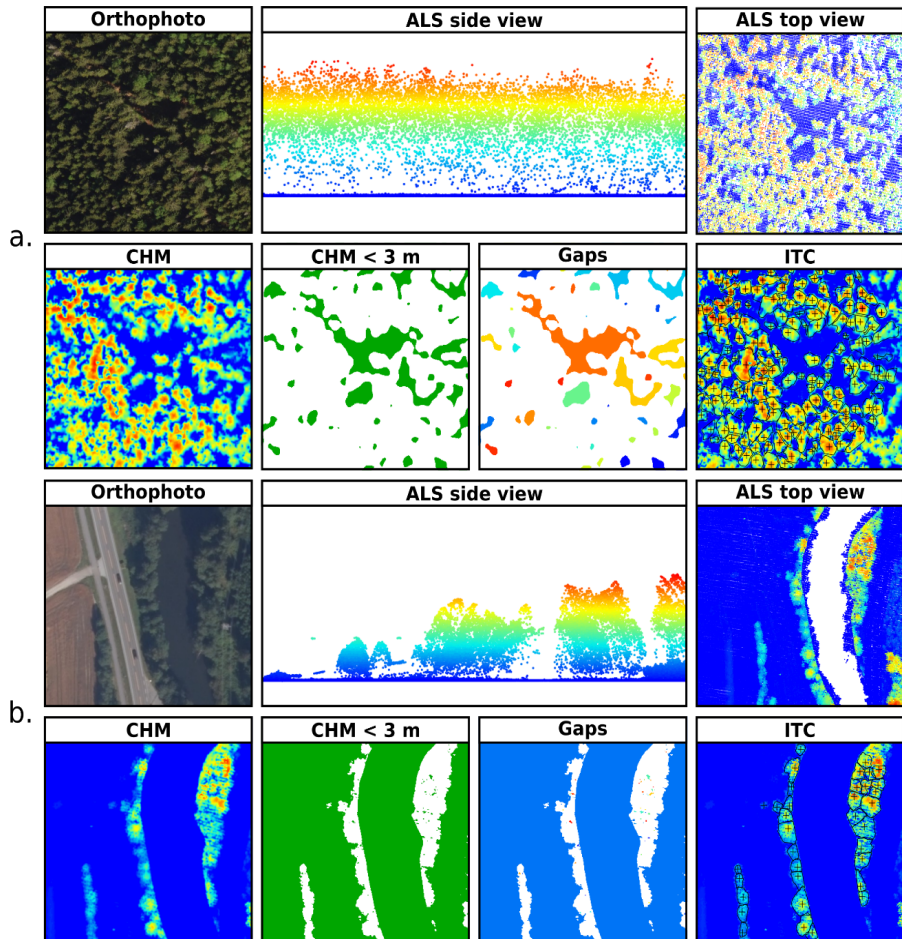 Orthophoto
ALS side view
ALS top view
a.
CHM
CHM < 3 m
Gaps
ITC
Orthophoto
ALS side view
ALS top view
b.
CHM
CHM < 3 m
Gaps
ITC